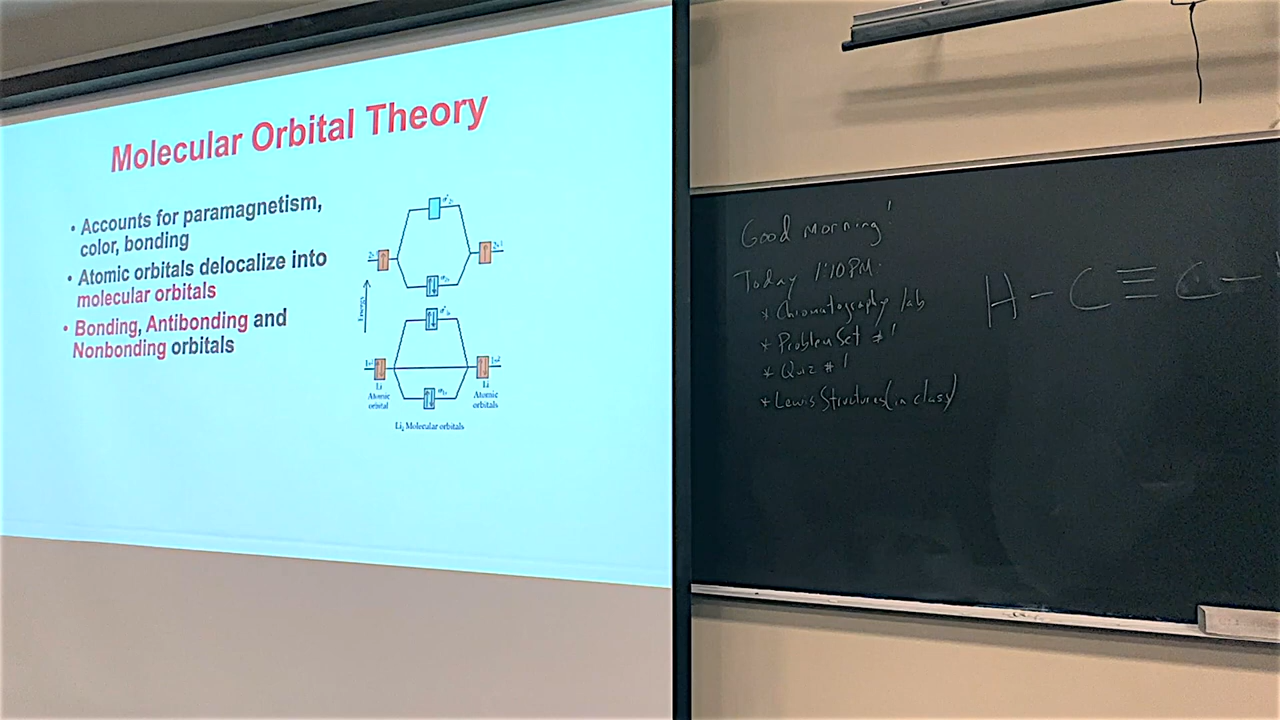 Molecular Orbital Theory
• Accounts for paramagnetism,
color, bonding
• Atomic orbitals delocalize into
molecular orbitals
• Bonding, Antibonding and
Nonbonding orbitals
Energy
Li
Atomic
orbital
Li
Atomic
orbitals
Li₂ Molecular orbitals
Good morning!
Today 1:10PM:
* Chromatography lab
* Problem Set #1
* Quiz #1
* Lewis Structures (in class)
H – C ≡ C –